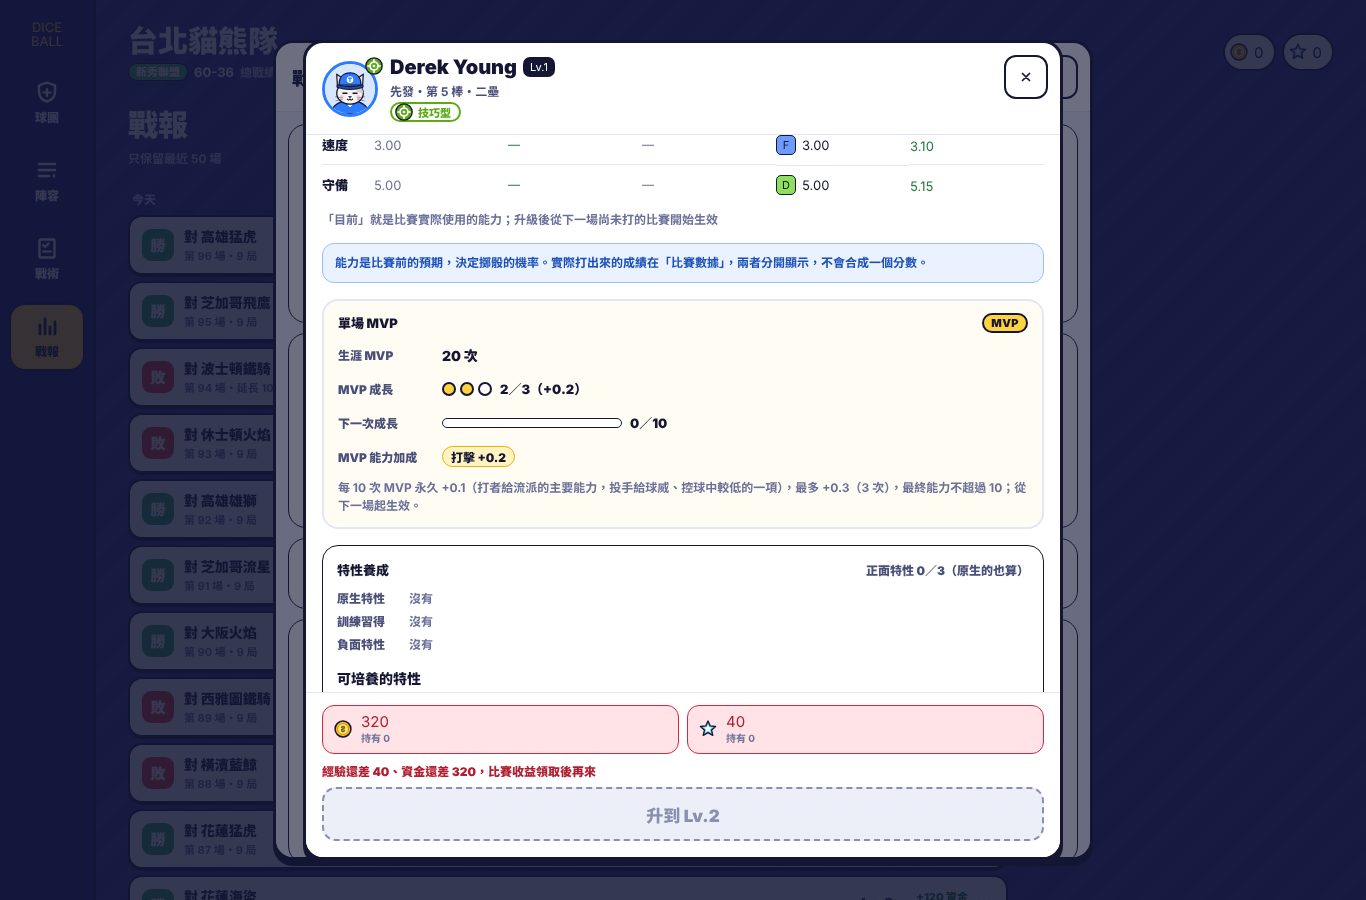 DICE
BALL
台北貓熊隊
新秀聯盟 60-36 總戰績
0
0
球團
陣容
戰術
戰報
戰報
只保留最近 50 場
今天
勝 對 高雄猛虎
第 96 場・9 局
勝 對 芝加哥飛鷹
第 95 場・9 局
敗 對 波士頓鐵騎
第 94 場・延長 10
敗 對 休士頓火焰
第 93 場・9 局
勝 對 高雄雄獅
第 92 場・9 局
勝 對 芝加哥流星
第 91 場・9 局
勝 對 大阪火焰
第 90 場・9 局
敗 對 西雅圖鐵騎
第 89 場・9 局
敗 對 橫濱藍鯨
第 88 場・9 局
勝 對 花蓮猛虎
第 87 場・9 局
對 花蓮海盜
+120 資金
戰
Derek Young Lv.1
×
先發・第 5 棒・二壘
技巧型
速度 3.00 — — F 3.00 3.10
守備 5.00 — — D 5.00 5.15
「目前」就是比賽實際使用的能力；升級後從下一場尚未打的比賽開始生效
能力是比賽前的預期，決定擲骰的機率。實際打出來的成績在「比賽數據」，兩者分開顯示，不會合成一個分數。
單場 MVP
MVP
生涯 MVP 20 次
MVP 成長 2／3（+0.2）
下一次成長 0／10
MVP 能力加成 打擊 +0.2
每 10 次 MVP 永久 +0.1（打者給流派的主要能力，投手給球威、控球中較低的一項），最多 +0.3（3 次），最終能力不超過 10；從
下一場起生效。
特性養成
正面特性 0／3（原生的也算）
原生特性 沒有
訓練習得 沒有
負面特性 沒有
可培養的特性
320
持有 0
40
持有 0
經驗還差 40、資金還差 320，比賽收益領取後再來
升到 Lv.2